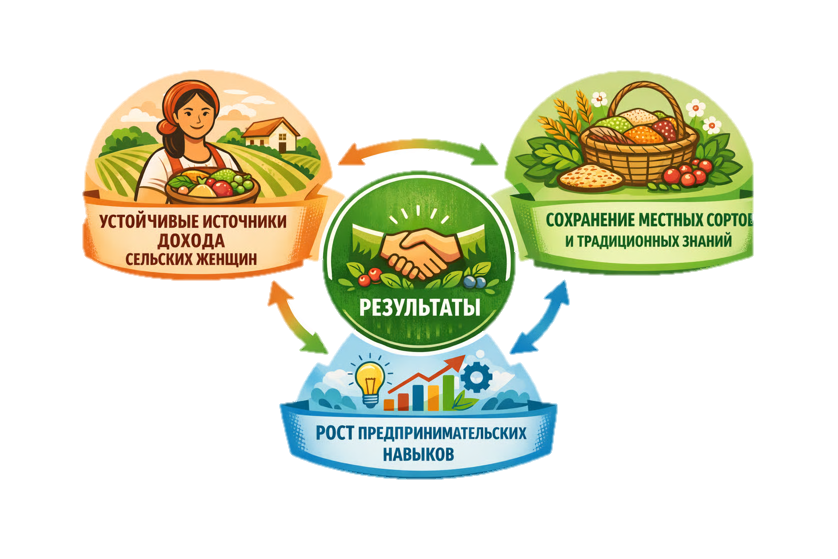 УСТОЙЧИВЫЕ ИСТОЧНИКИ
ДОХОДА
СЕЛЬСКИХ ЖЕНЩИН
СОХРАНЕНИЕ МЕСТНЫХ СОРТОВ
И ТРАДИЦИОННЫХ ЗНАНИЙ
РЕЗУЛЬТАТЫ
РОСТ ПРЕДПРИНИМАТЕЛЬСКИХ
НАВЫКОВ